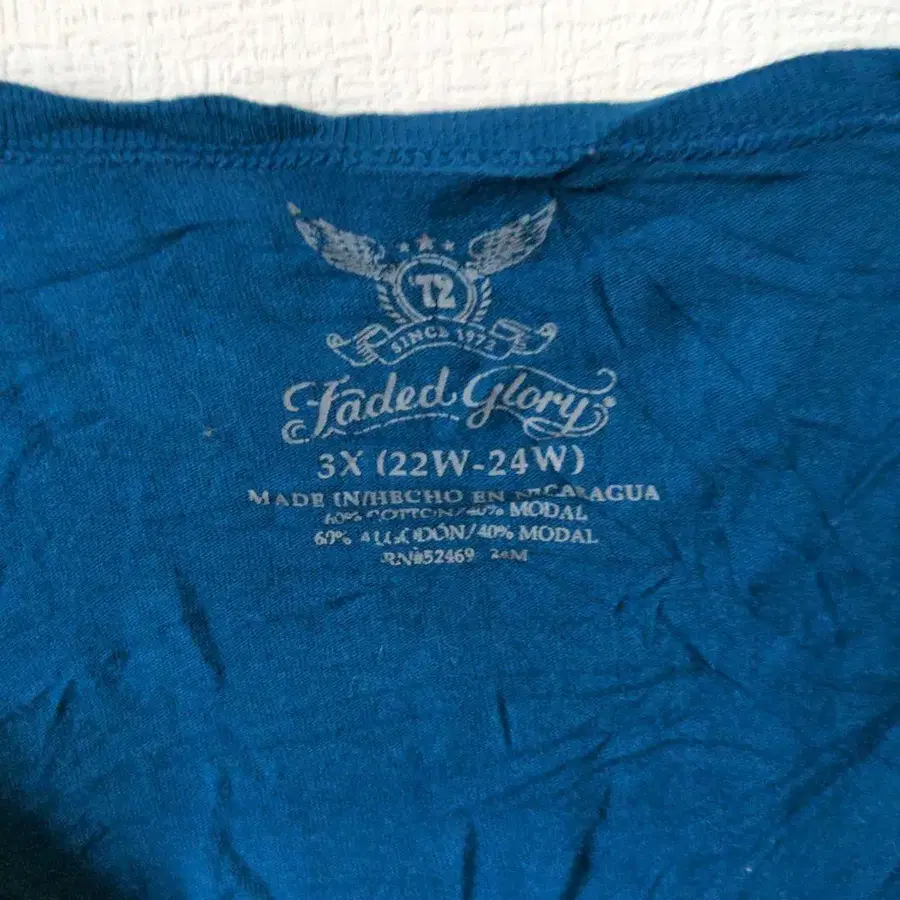 '72
SINCE 1972
Faded Glory
3X (22W-24W)
MADE IN/HECHO EN NICARAGUA
60% COTTON/40% MODAL
60% ALGODÓN/40% MODAL
RN#52469 24M